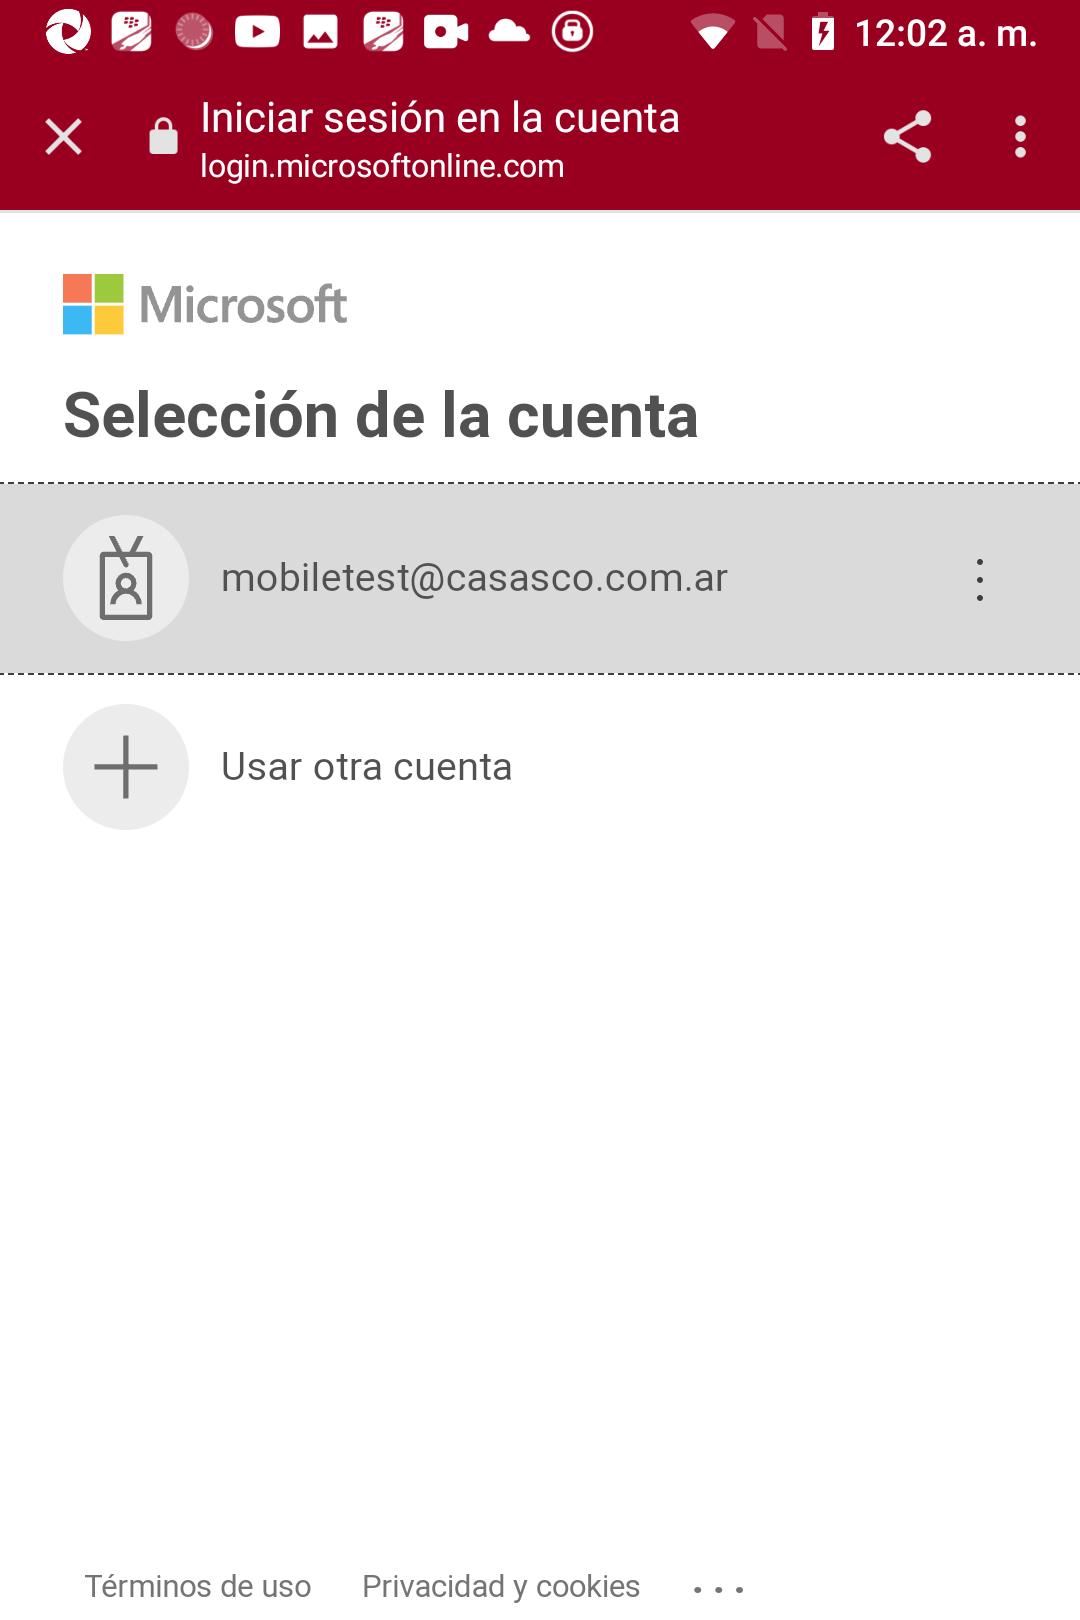 12:02 a. m.
Iniciar sesión en la cuenta
login.microsoftonline.com
Microsoft
Selección de la cuenta
mobiletest@casasco.com.ar
Usar otra cuenta
Términos de uso Privacidad y cookies ...